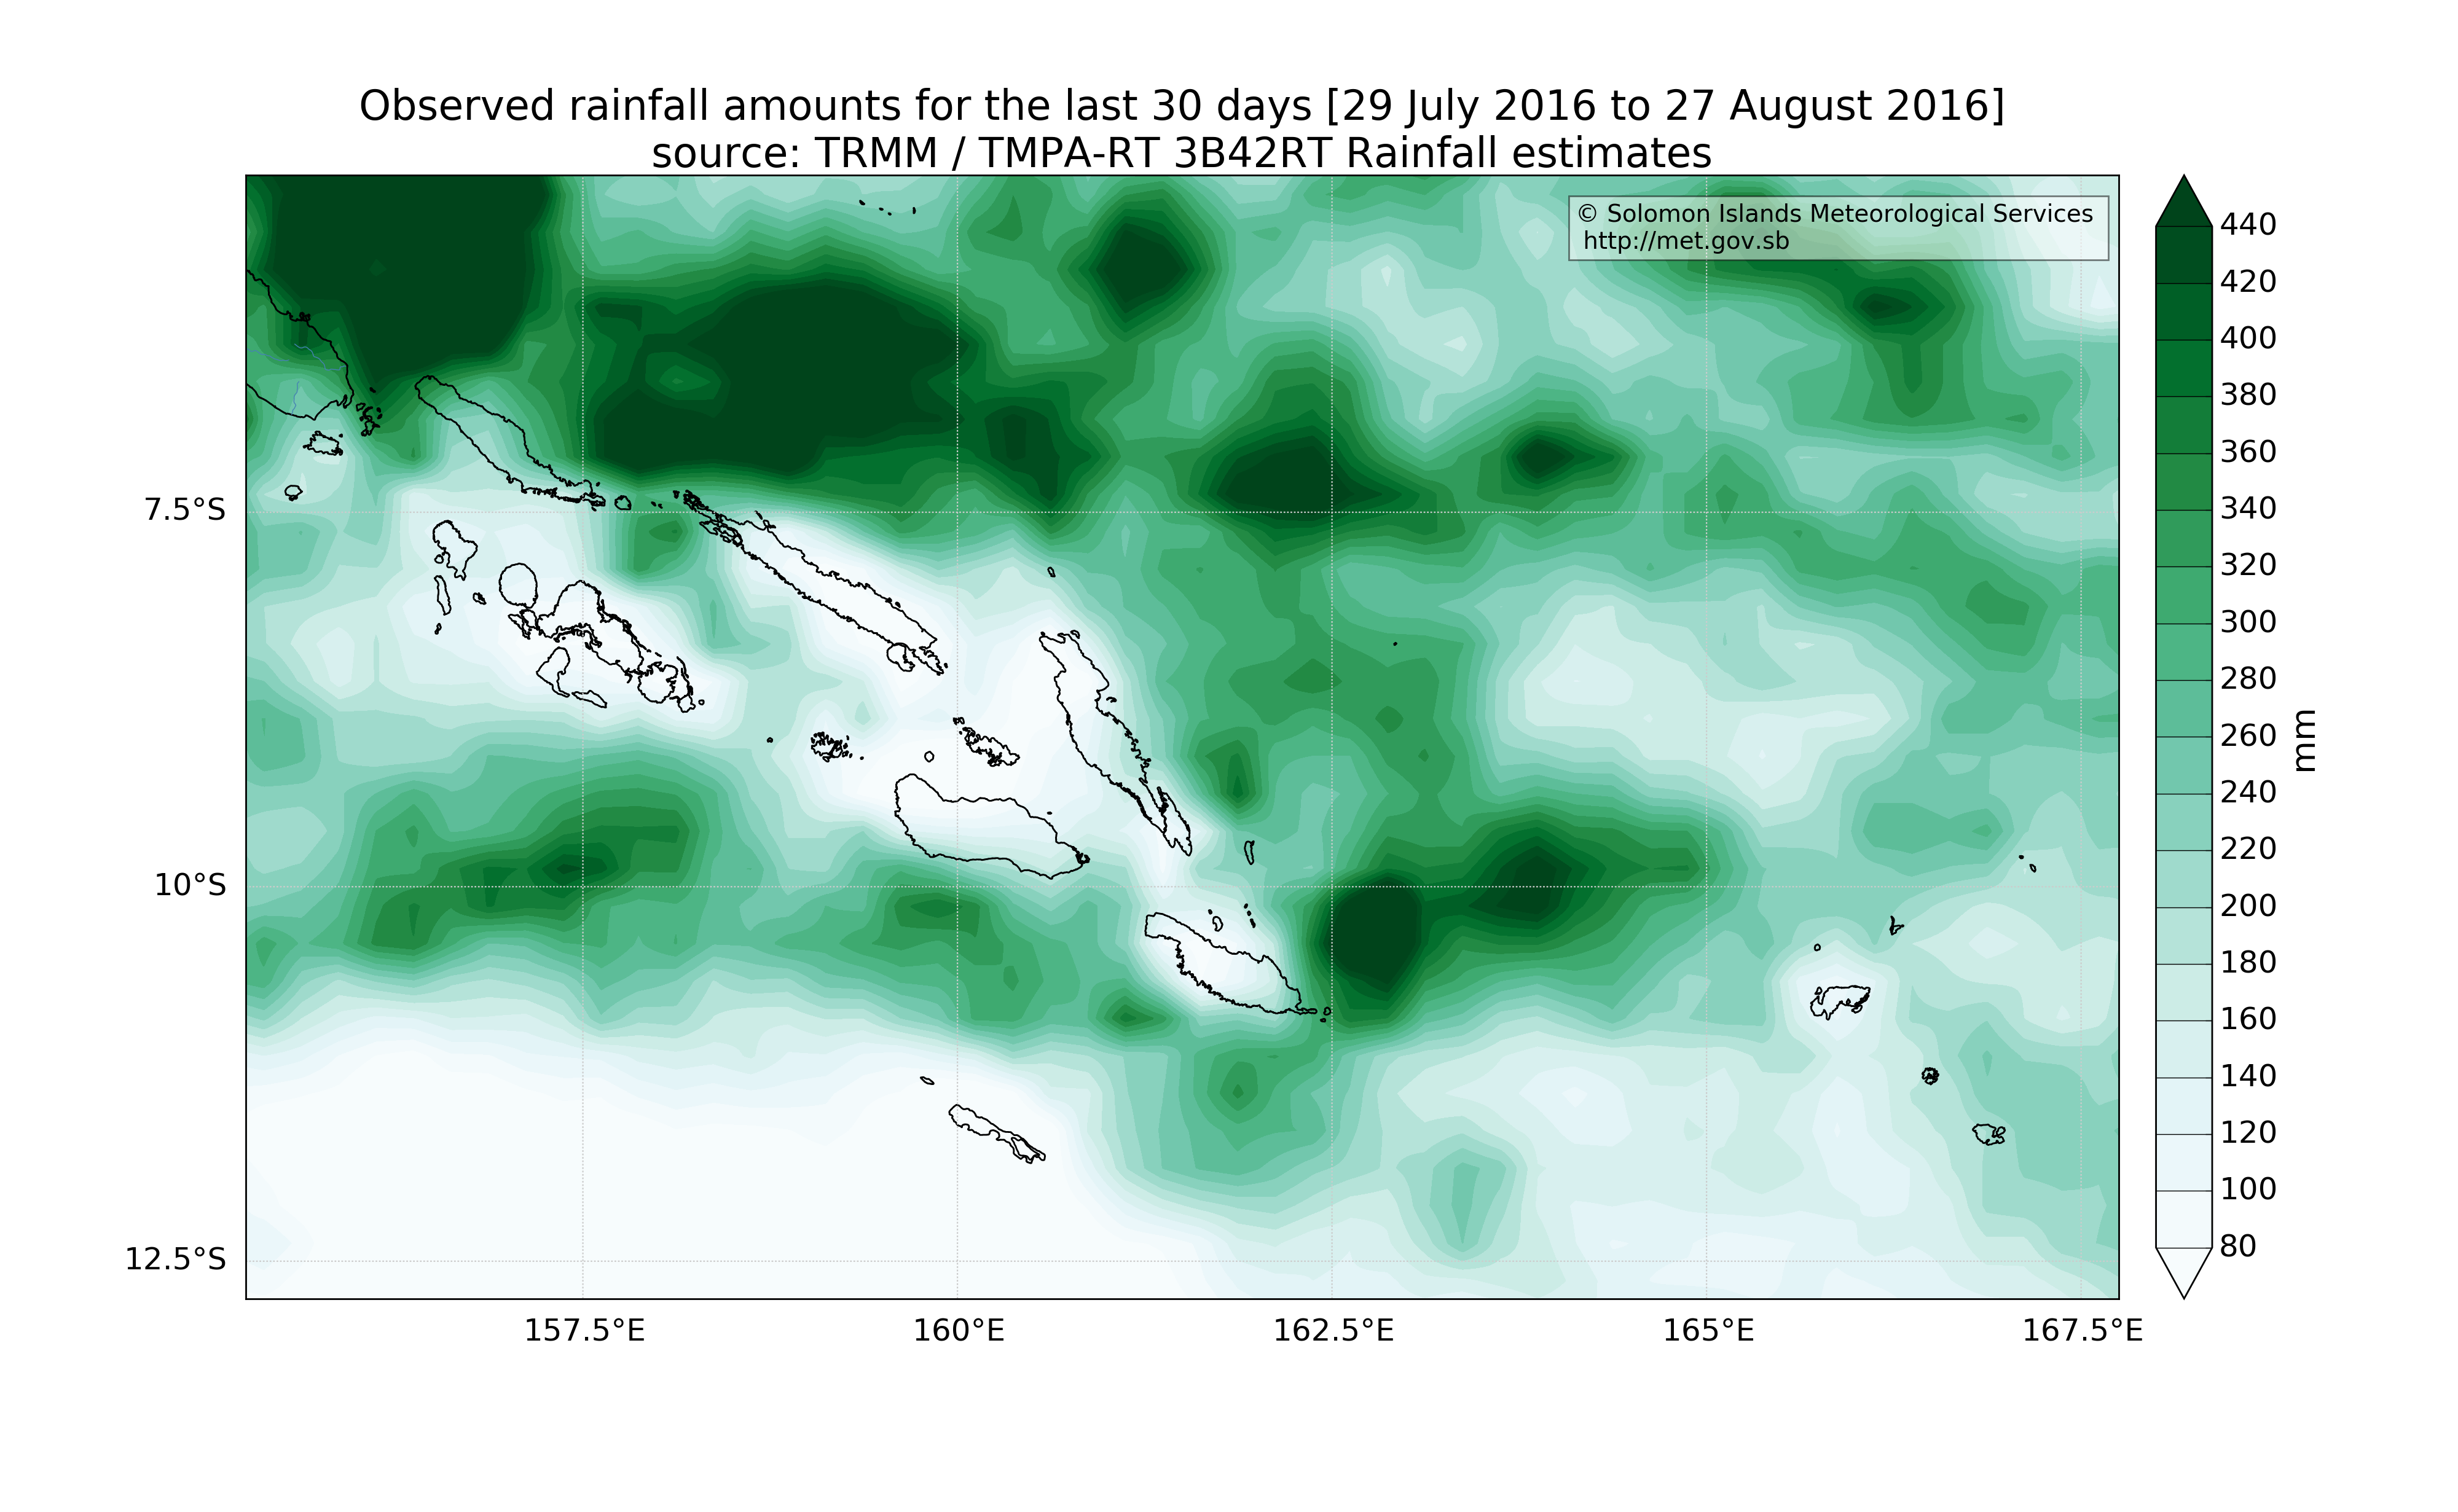 Observed rainfall amounts for the last 30 days [29 July 2016 to 27 August 2016]
source: TRMM / TMPA-RT 3B42RT Rainfall estimates
© Solomon Islands Meteorological Services
http://met.gov.sb
7.5°S
10°S
12.5°S
157.5°E
160°E
162.5°E
165°E
167.5°E
440
420
400
380
360
340
320
300
280
260
240
220
200
180
160
140
120
100
80
mm